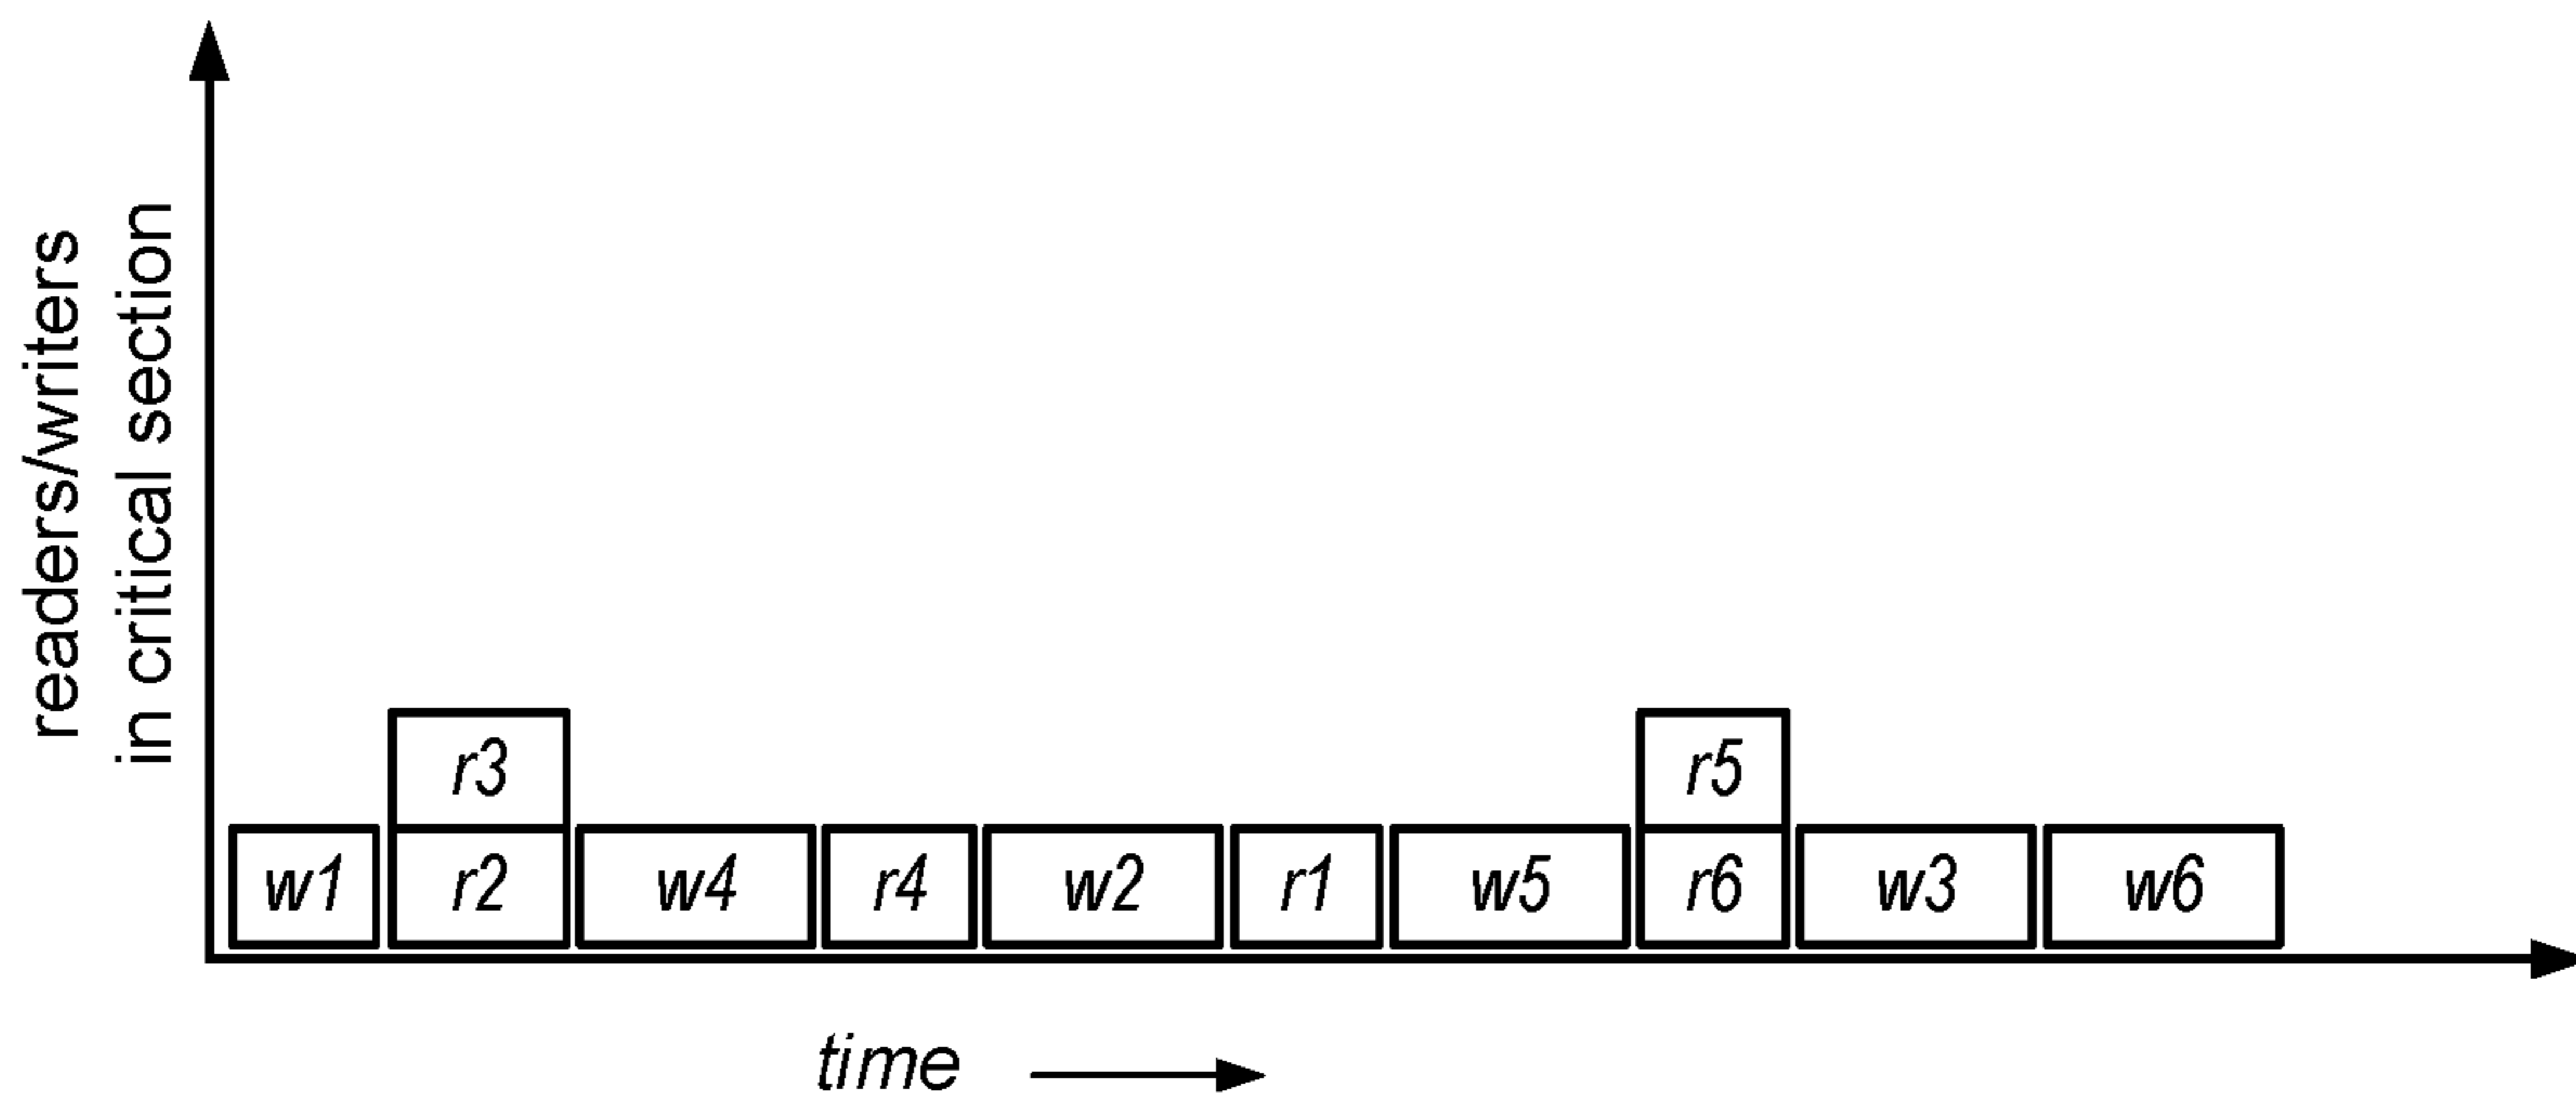 readers/writers
in critical section
r3 r5
w1 r2 w4 r4 w2 r1 w5 r6 w3 w6
time